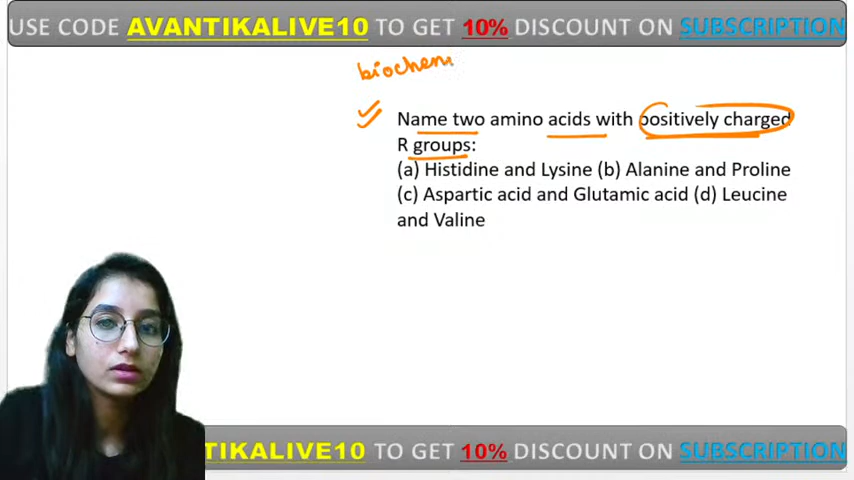 USE CODE AVANTIKALIVE10 TO GET 10% DISCOUNT ON SUBSCRIPTION
Name two amino acids with positively charged
R groups:
(a) Histidine and Lysine (b) Alanine and Proline
(c) Aspartic acid and Glutamic acid (d) Leucine
and Valine
TIKALIVE10 TO GET 10% DISCOUNT ON SUBSCRIPTION